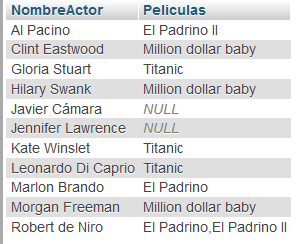 NombreActor Peliculas
Al Pacino El Padrino II
Clint Eastwood Million dollar baby
Gloria Stuart Titanic
Hilary Swank Million dollar baby
Javier Cámara NULL
Jennifer Lawrence NULL
Kate Winslet Titanic
Leonardo Di Caprio Titanic
Marlon Brando El Padrino
Morgan Freeman Million dollar baby
Robert de Niro El Padrino,El Padrino II